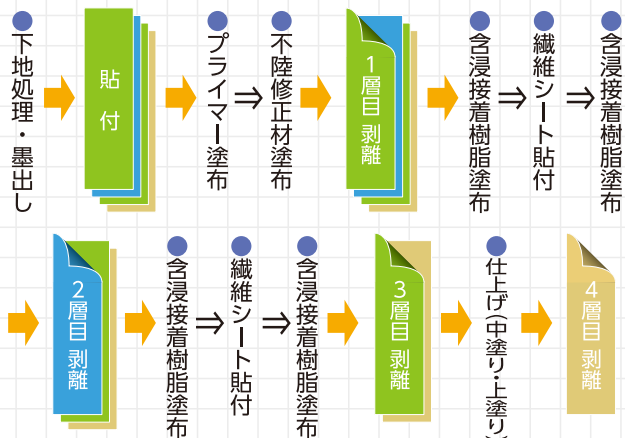 下地処理・墨出し
貼付
プライマー塗布
⇒
不陸修正材塗布
1層目 剥離
含浸接着樹脂塗布
⇒
繊維シート貼付
⇒
含浸接着樹脂塗布
2層目 剥離
含浸接着樹脂塗布
⇒
繊維シート貼付
⇒
含浸接着樹脂塗布
3層目 剥離
仕上げ(中塗り・上塗り)
4層目 剥離